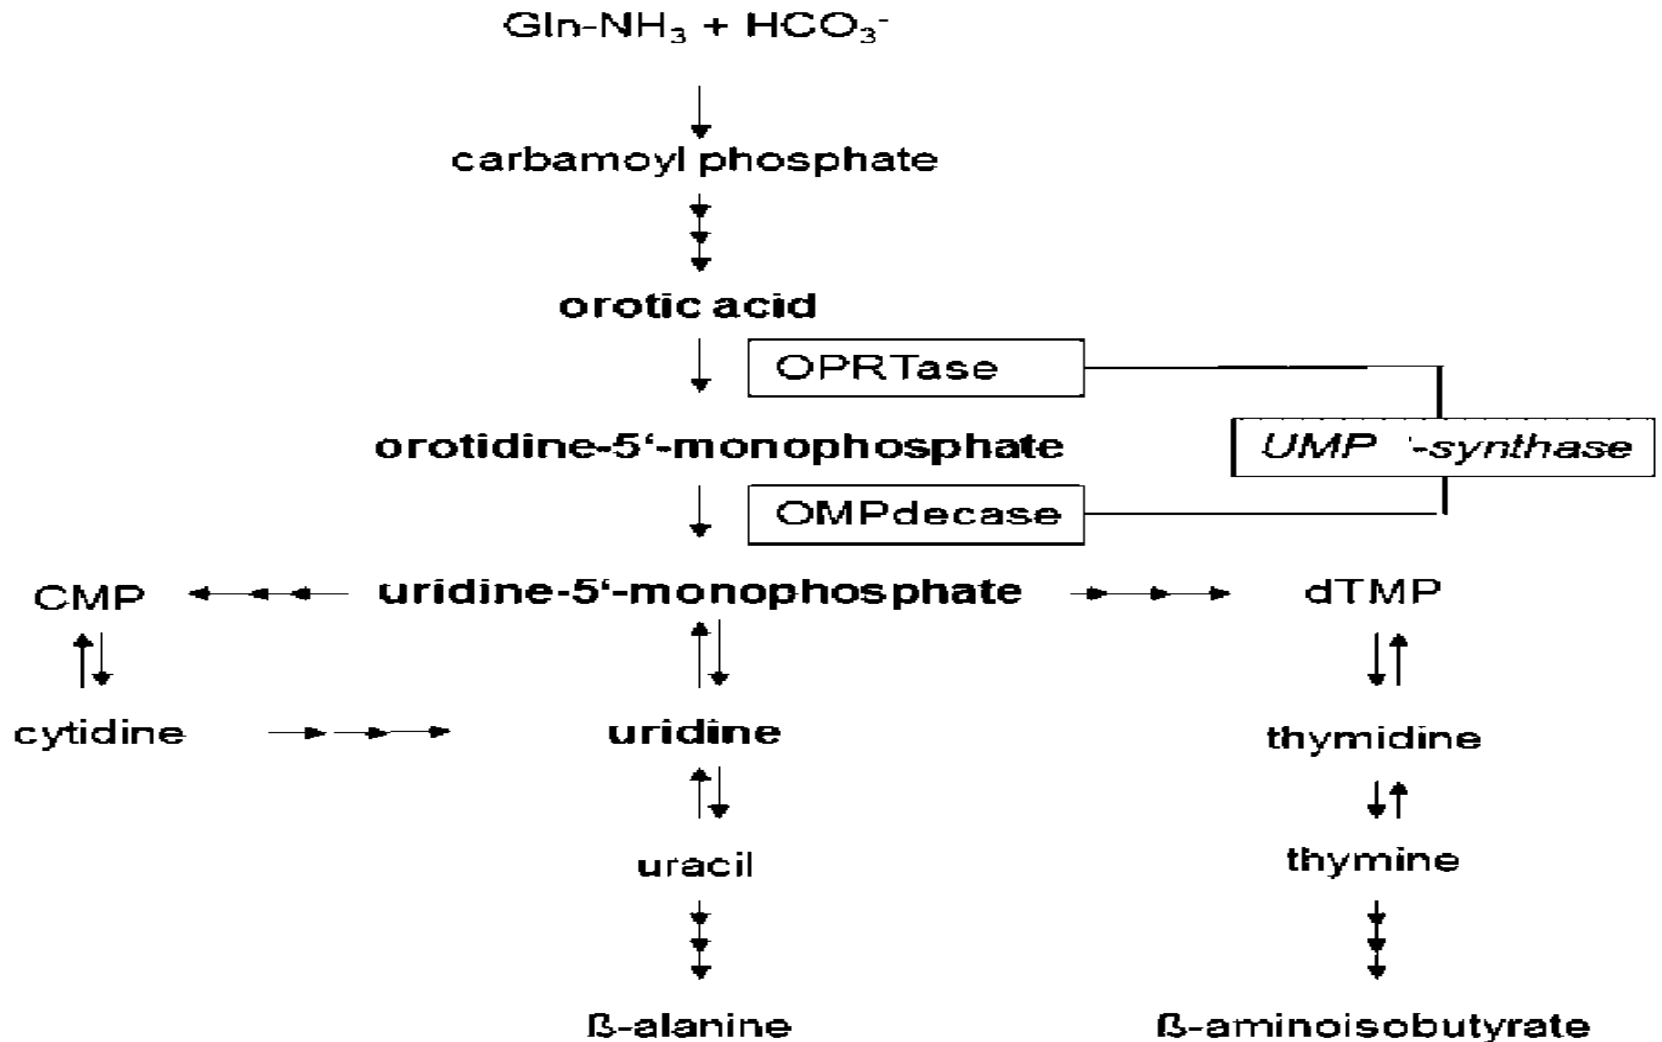 Gln-NH₃ + HCO₃⁻
carbamoyl phosphate
orotic acid
OPRTase
orotidine-5‘-monophosphate
UMP ‘-synthase
OMPdecase
CMP
uridine-5‘-monophosphate
dTMP
cytidine
uridine
thymidine
uracil
thymine
ß-alanine
ß-aminoisobutyrate